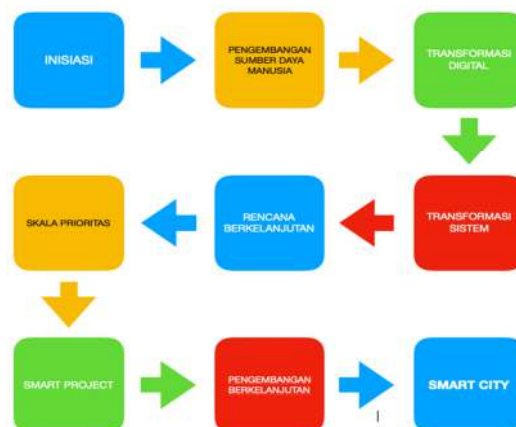 INISIASI
PENGEMBANGAN
SUMBER DAYA
MANUSIA
TRANSFORMASI
DIGITAL
TRANSFORMASI
SISTEM
RENCANA
BERKELANJUTAN
SKALA PRIORITAS
SMART PROJECT
PENGEMBANGAN
BERKELANJUTAN
SMART CITY